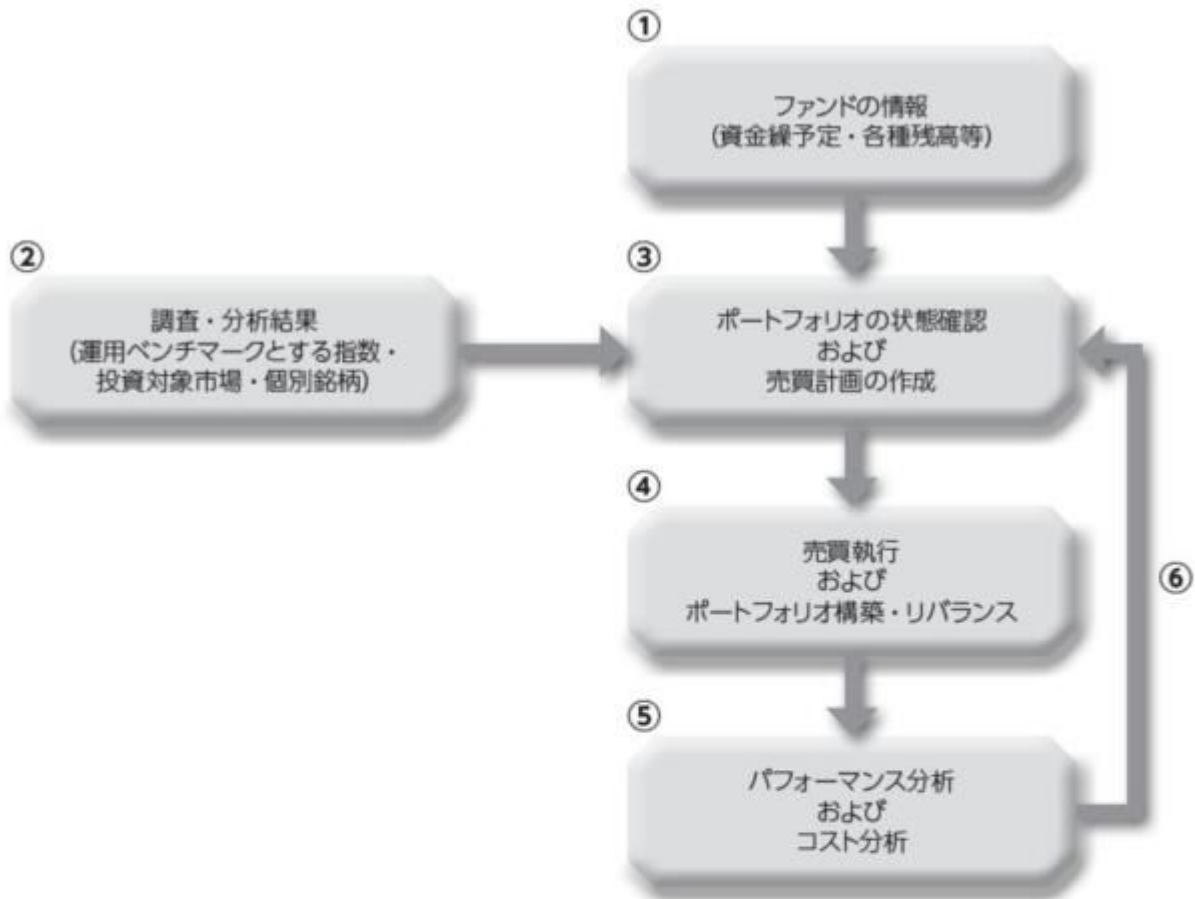 ①
ファンドの情報
(資金繰予定・各種残高等)
②
調査・分析結果
(運用ベンチマークとする指数・
投資対象市場・個別銘柄)
③
ポートフォリオの状態確認
および
売買計画の作成
④
売買執行
および
ポートフォリオ構築・リバランス
⑤
パフォーマンス分析
および
コスト分析
⑥